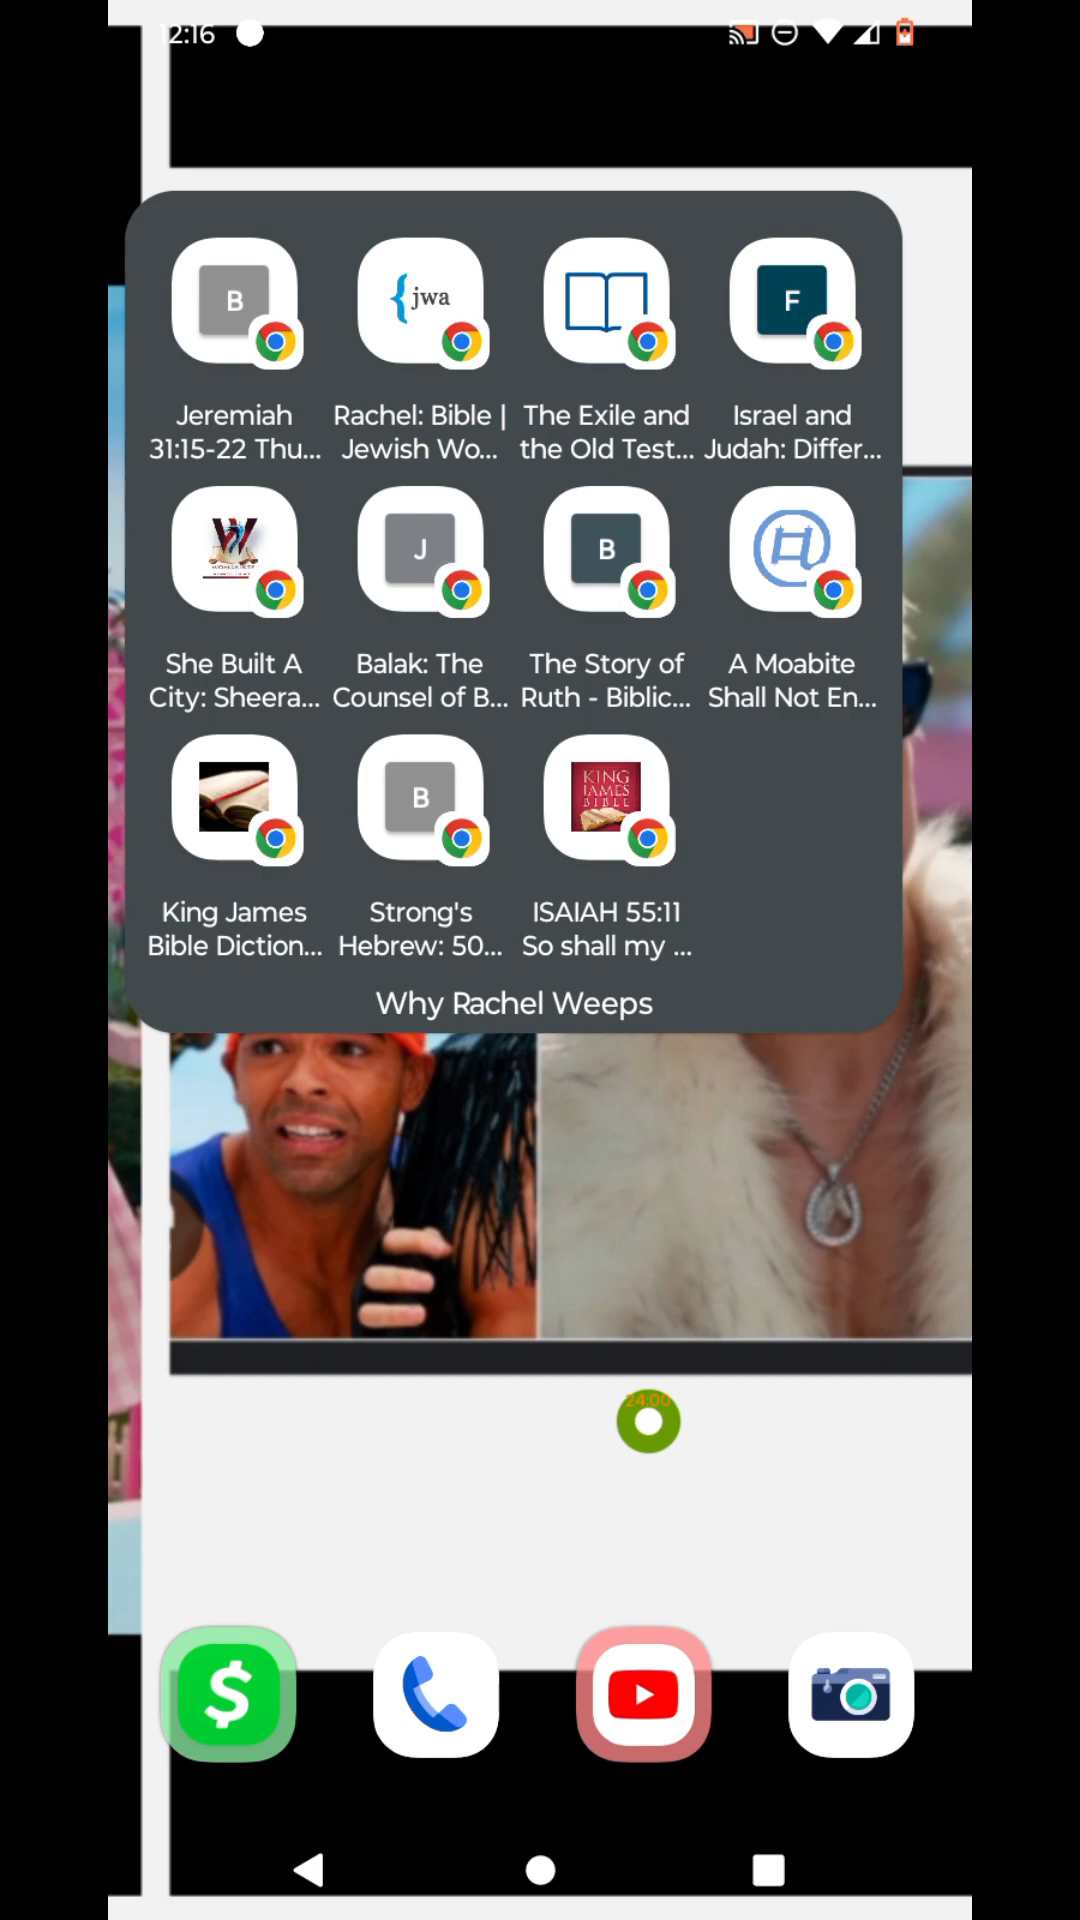 12:16
B
{jwa
F
Jeremiah
31:15-22 Thu...
Rachel: Bible |
Jewish Wo...
The Exile and
the Old Test...
Israel and
Judah: Differ...
W
J
B
She Built A
City: Sheera...
Balak: The
Counsel of B...
The Story of
Ruth - Biblic...
A Moabite
Shall Not En...
B
KING
JAMES
BIBLE
King James
Bible Diction...
Strong's
Hebrew: 50...
ISAIAH 55:11
So shall my ...
Why Rachel Weeps
24:00
$